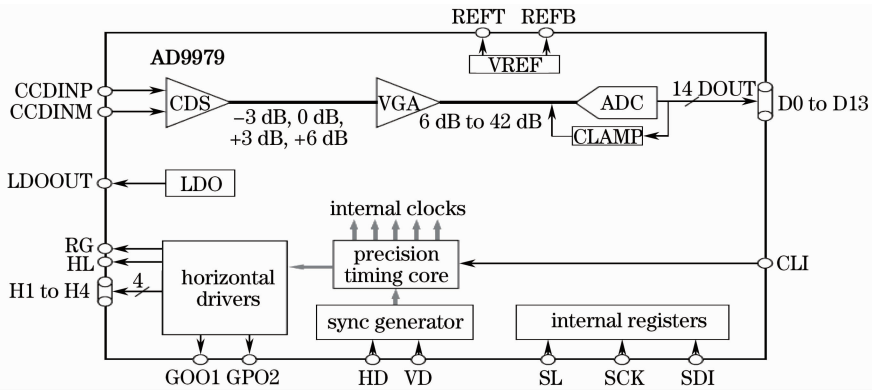 REFT REFB
AD9979
VREF
CCDINP
CCDINM
CDS
VGA
ADC
14 DOUT
D0 to D13
−3 dB, 0 dB,
+3 dB, +6 dB
6 dB to 42 dB
CLAMP
LDOOUT
LDO
internal clocks
RG
HL
H1 to H4
4
horizontal
drivers
precision
timing core
CLI
sync generator
internal registers
GOO1 GPO2
HD VD
SL SCK SDI